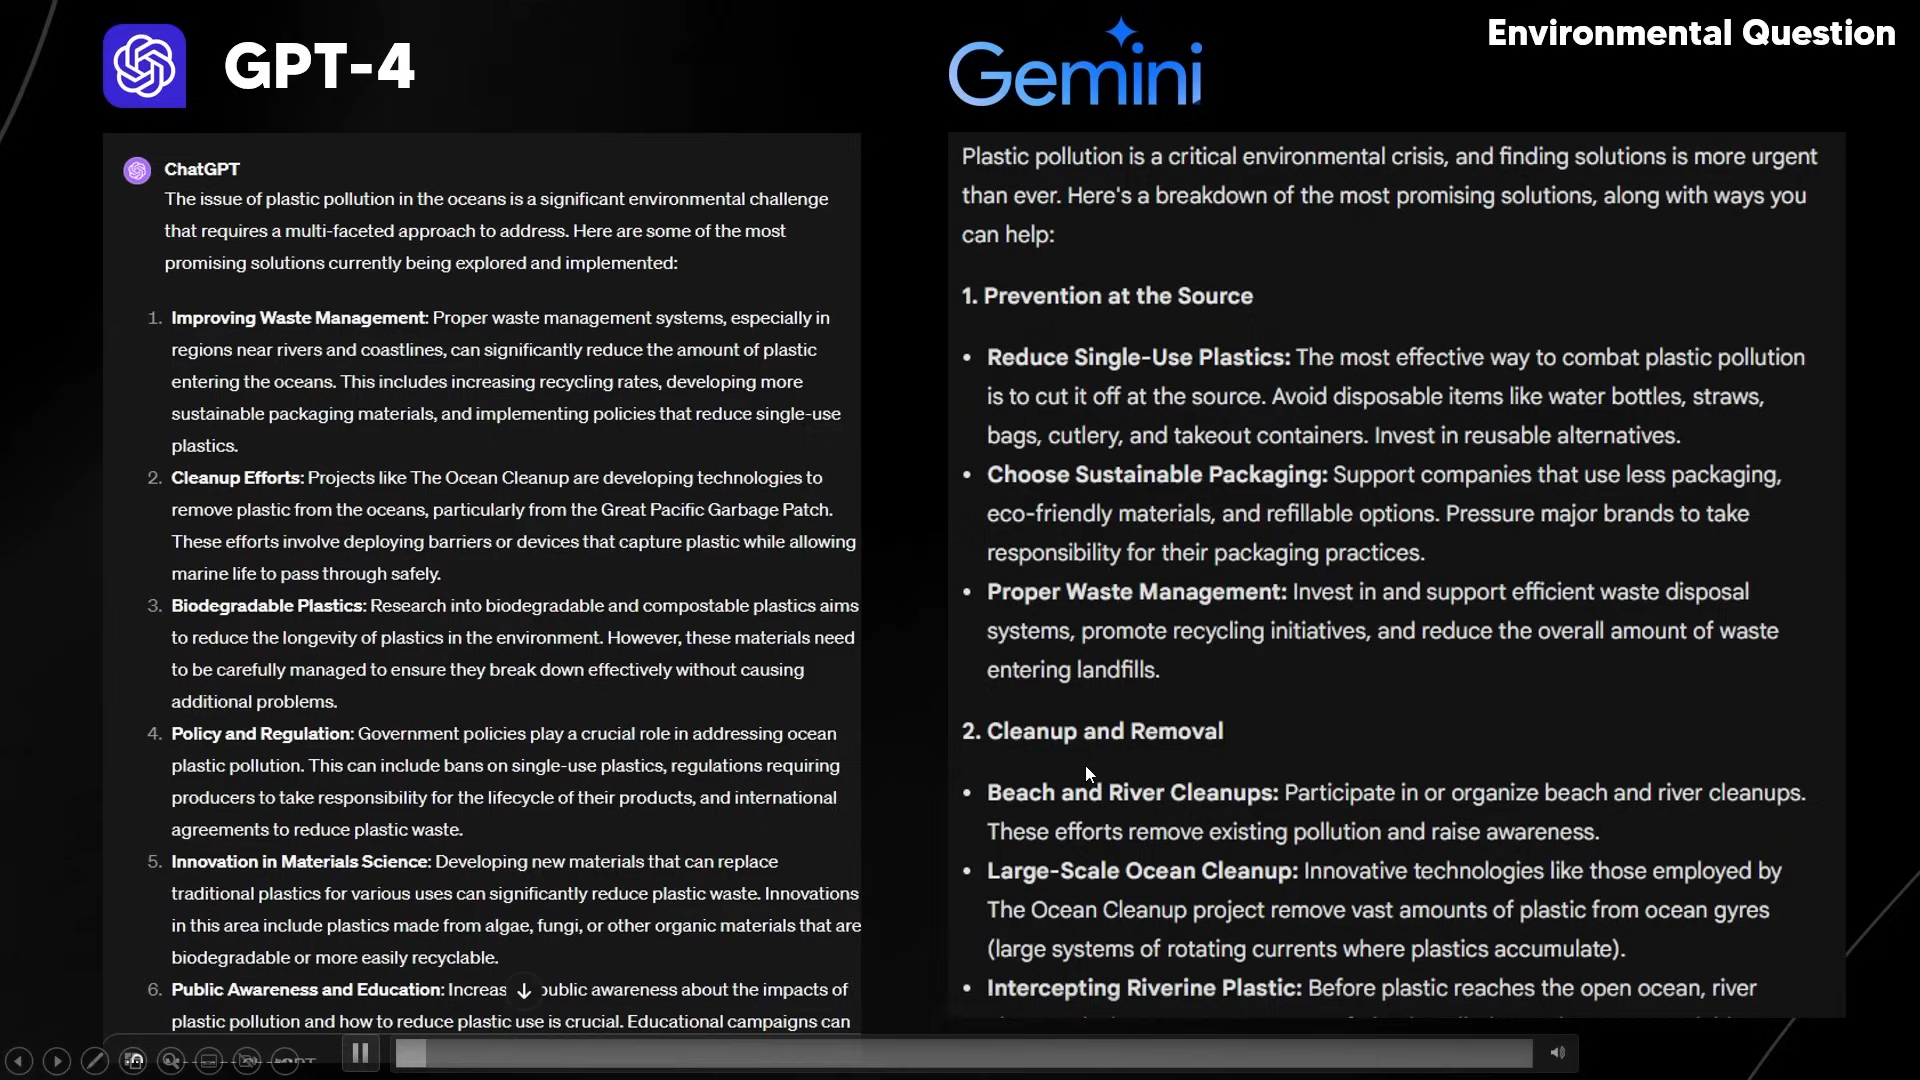 GPT-4
Gemini
Environmental Question
ChatGPT
The issue of plastic pollution in the oceans is a significant environmental challenge
that requires a multi-faceted approach to address. Here are some of the most
promising solutions currently being explored and implemented:
1. Improving Waste Management: Proper waste management systems, especially in
regions near rivers and coastlines, can significantly reduce the amount of plastic
entering the oceans. This includes increasing recycling rates, developing more
sustainable packaging materials, and implementing policies that reduce single-use
plastics.
2. Cleanup Efforts: Projects like The Ocean Cleanup are developing technologies to
remove plastic from the oceans, particularly from the Great Pacific Garbage Patch.
These efforts involve deploying barriers or devices that capture plastic while allowing
marine life to pass through safely.
3. Biodegradable Plastics: Research into biodegradable and compostable plastics aims
to reduce the longevity of plastics in the environment. However, these materials need
to be carefully managed to ensure they break down effectively without causing
additional problems.
4. Policy and Regulation: Government policies play a crucial role in addressing ocean
plastic pollution. This can include bans on single-use plastics, regulations requiring
producers to take responsibility for the lifecycle of their products, and international
agreements to reduce plastic waste.
5. Innovation in Materials Science: Developing new materials that can replace
traditional plastics for various uses can significantly reduce plastic waste. Innovations
in this area include plastics made from algae, fungi, or other organic materials that are
biodegradable or more easily recyclable.
6. Public Awareness and Education: Increas public awareness about the impacts of
plastic pollution and how to reduce plastic use is crucial. Educational campaigns can
Plastic pollution is a critical environmental crisis, and finding solutions is more urgent
than ever. Here's a breakdown of the most promising solutions, along with ways you
can help:
1. Prevention at the Source
• Reduce Single-Use Plastics: The most effective way to combat plastic pollution
is to cut it off at the source. Avoid disposable items like water bottles, straws,
bags, cutlery, and takeout containers. Invest in reusable alternatives.
• Choose Sustainable Packaging: Support companies that use less packaging,
eco-friendly materials, and refillable options. Pressure major brands to take
responsibility for their packaging practices.
• Proper Waste Management: Invest in and support efficient waste disposal
systems, promote recycling initiatives, and reduce the overall amount of waste
entering landfills.
2. Cleanup and Removal
• Beach and River Cleanups: Participate in or organize beach and river cleanups.
These efforts remove existing pollution and raise awareness.
• Large-Scale Ocean Cleanup: Innovative technologies like those employed by
The Ocean Cleanup project remove vast amounts of plastic from ocean gyres
(large systems of rotating currents where plastics accumulate).
• Intercepting Riverine Plastic: Before plastic reaches the open ocean, river